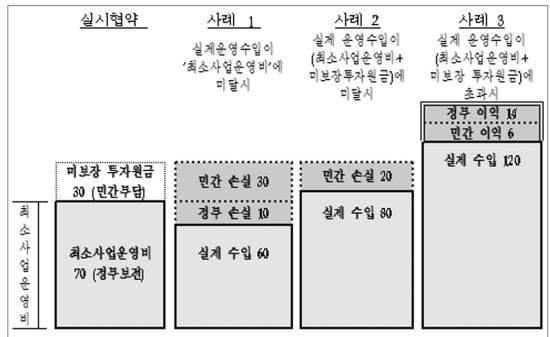 실시협약
미보장 투자원금
30 (민간부담)
최소사업운영비
70 (정부보전)
최
소
사
업
운
영
비
사례 1
실제운영수입이
'최소사업운영비'에
미달시
민간 손실 30
정부 손실 10
실제 수입 60
사례 2
실제 운영수입이
(최소사업운영비+
미보장투자원금)에
미달시
민간 손실 20
실제 수입 80
사례 3
실제 운영수입이
(최소사업운영비+
미보장 투자원금)에
초과시
정부 이익 14
민간 이익 6
실제 수입 120